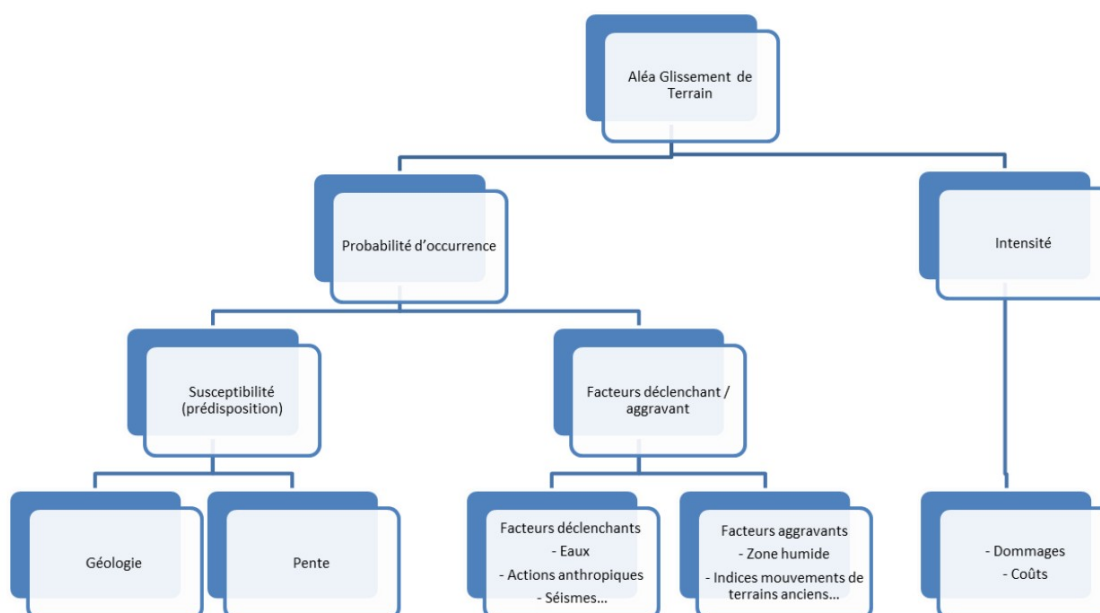 Aléa Glissement de
Terrain
Probabilité d'occurrence
Intensité
Susceptibilité
(prédisposition)
Facteurs déclenchant /
aggravant
Géologie
Pente
Facteurs déclenchants
- Eaux
- Actions anthropiques
- Séismes...
Facteurs aggravants
- Zone humide
- Indices mouvements de
terrains anciens...
- Dommages
- Coûts